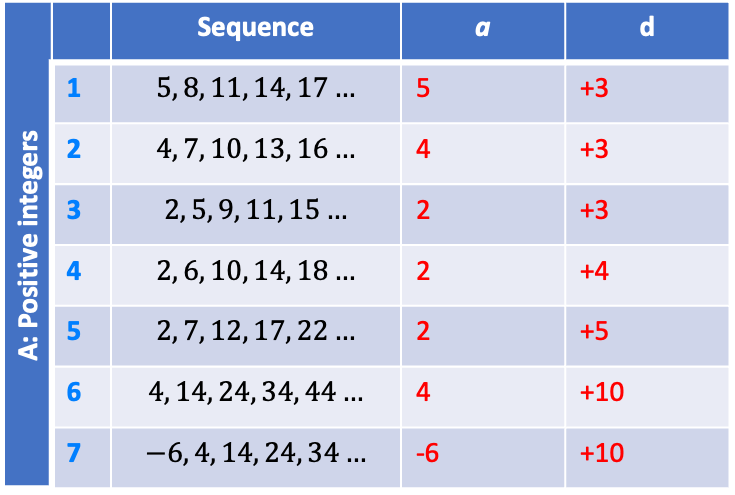 Sequence a d
A: Positive integers
1 5, 8, 11, 14, 17 … 5 +3
2 4, 7, 10, 13, 16 … 4 +3
3 2, 5, 9, 11, 15 … 2 +3
4 2, 6, 10, 14, 18 … 2 +4
5 2, 7, 12, 17, 22 … 2 +5
6 4, 14, 24, 34, 44 … 4 +10
7 −6, 4, 14, 24, 34 … -6 +10